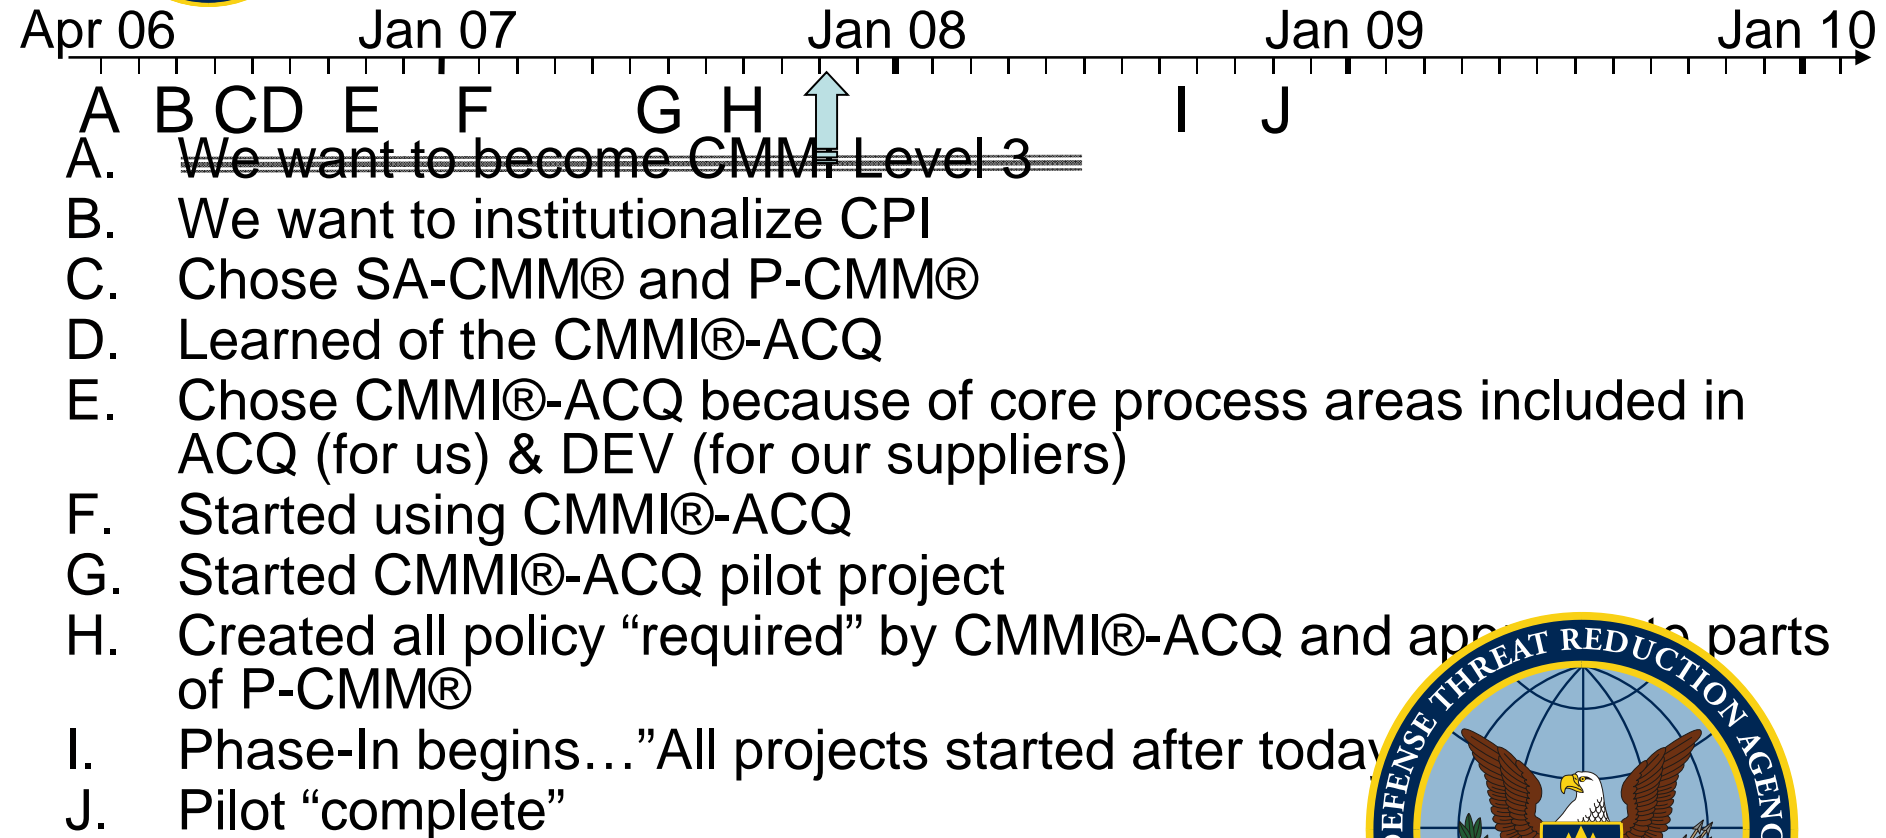 Apr 06 Jan 07 Jan 08 Jan 09 Jan 10
A B C D E F G H I J
A. We want to become CMMI Level 3
B. We want to institutionalize CPI
C. Chose SA-CMM® and P-CMM®
D. Learned of the CMMI®-ACQ
E. Chose CMMI®-ACQ because of core process areas included in
ACQ (for us) & DEV (for our suppliers)
F. Started using CMMI®-ACQ
G. Started CMMI®-ACQ pilot project
H. Created all policy “required” by CMMI®-ACQ and parts
of P-CMM®
I. Phase-In begins…”All projects started after today
J. Pilot “complete”
DEFENSE THREAT REDUCTION AGENC